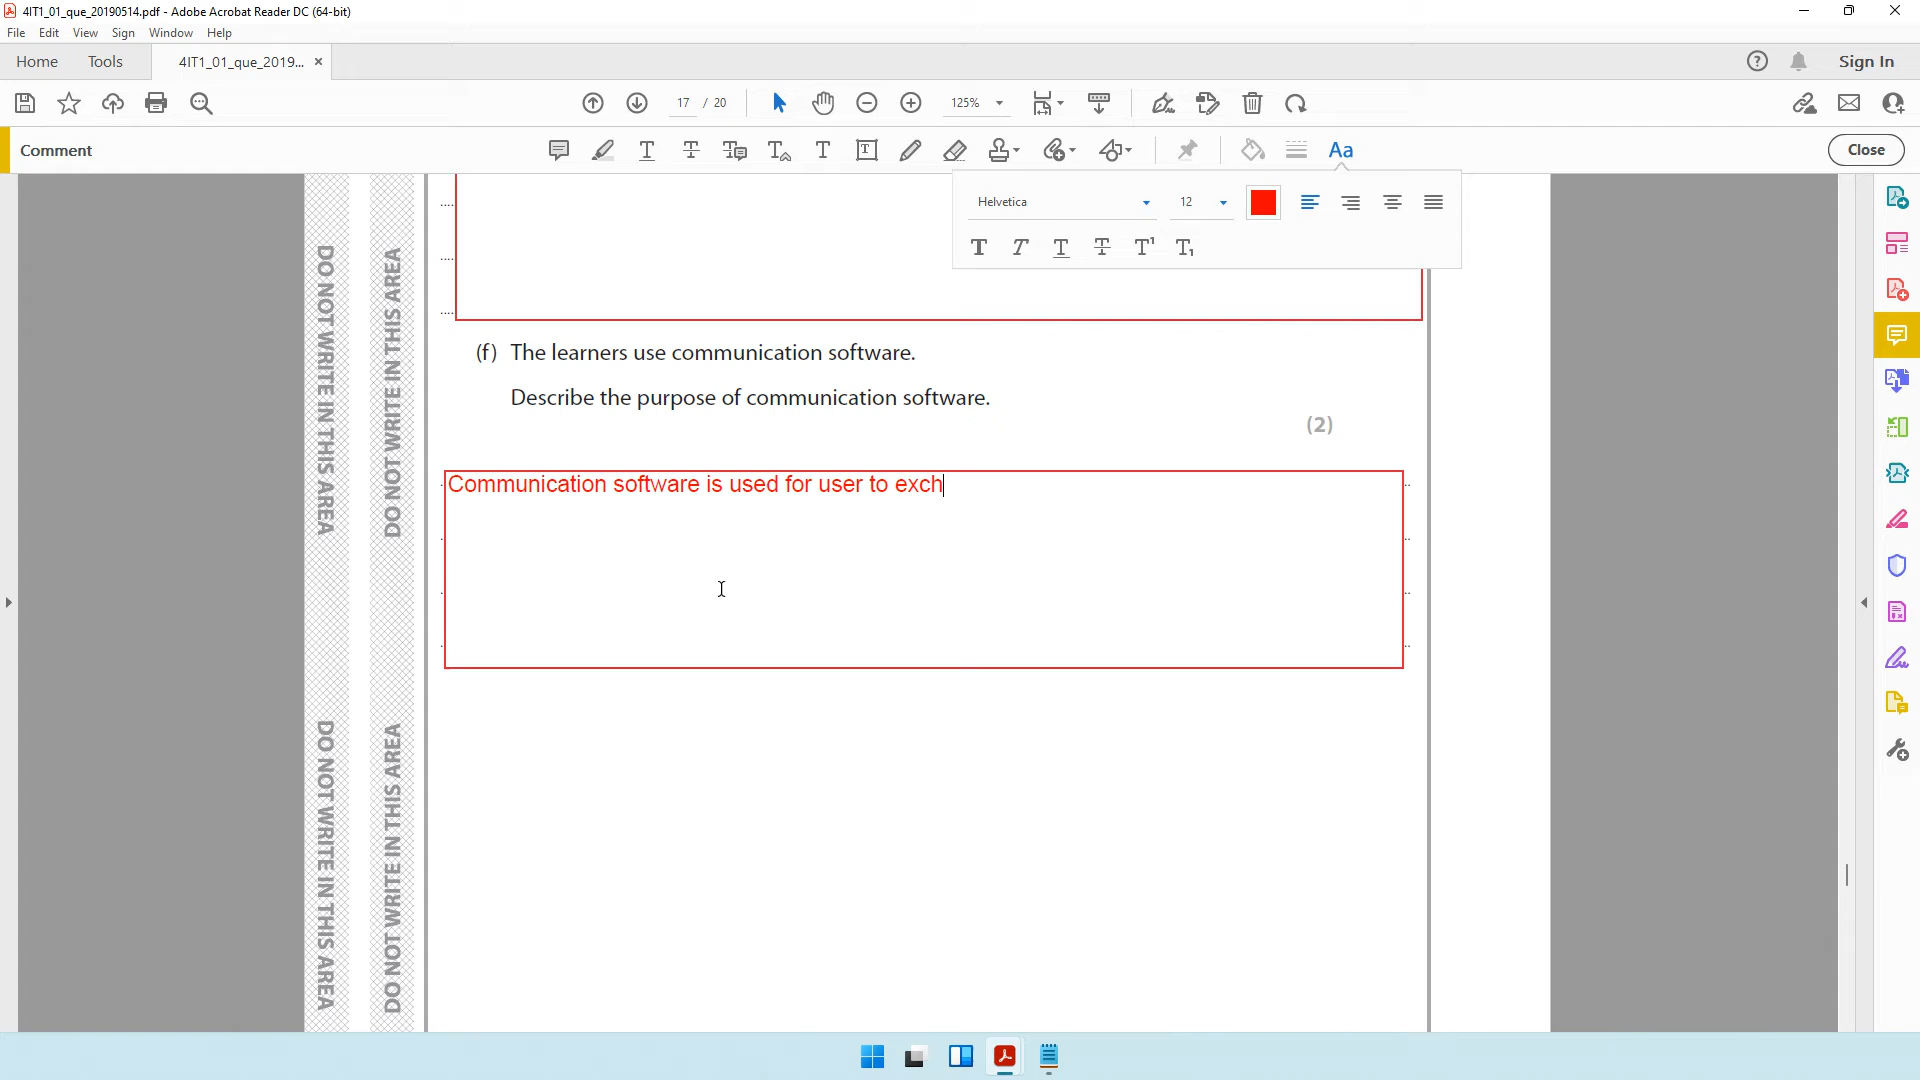 4IT1_01_que_20190514.pdf - Adobe Acrobat Reader DC (64-bit)
File Edit View Sign Window Help
Home Tools 4IT1_01_que_2019... × Sign In
17 / 20 125%
Comment Close
Helvetica 12
(f) The learners use communication software.
Describe the purpose of communication software.
(2)
Communication software is used for user to exch
DO NOT WRITE IN THIS AREA
DO NOT WRITE IN THIS AREA
DO NOT WRITE IN THIS AREA
DO NOT WRITE IN THIS AREA